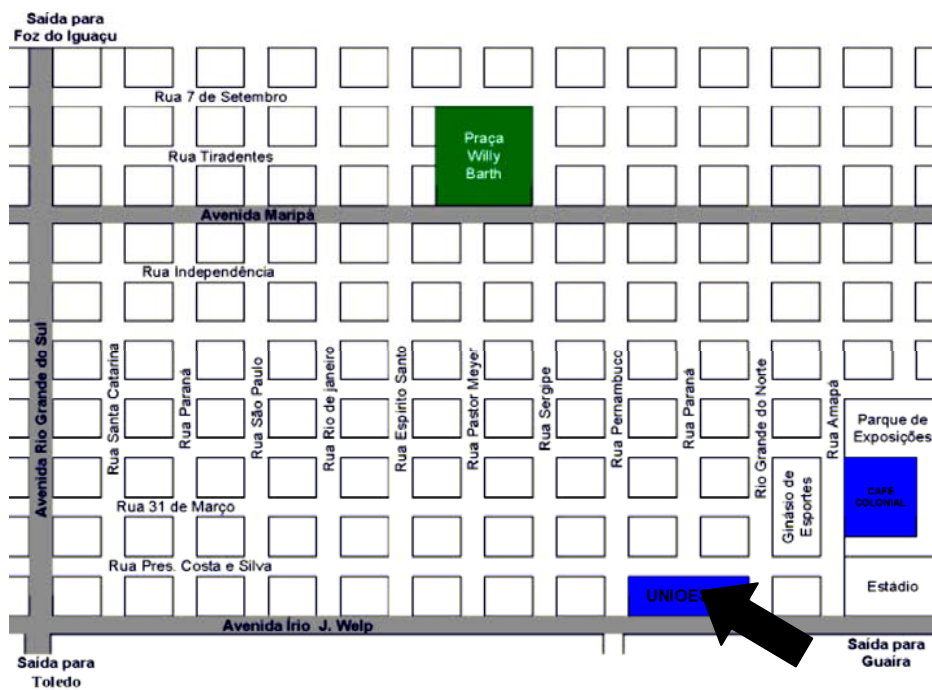 Saída para
Foz do Iguaçu
Rua 7 de Setembro
Praça
Willy
Barth
Rua Tiradentes
Avenida Maripá
Rua Independência
Avenida Rio Grande do Sul
Rua Santa Catarina
Rua Paraná
Rua São Paulo
Rua Rio de janeiro
Rua Espírito Santo
Rua Pastor Meyer
Rua Sergipe
Rua Pernambuco
Rua Paraná
Rio Grande do Norte
Rua Amapá
Parque de
Exposições
CAFÉ
COLONIAL
Ginásio de
Esportes
Rua 31 de Março
Rua Pres. Costa e Silva
Estádio
Avenida Írio J. Welp
Saída para
Guaíra
Saída para
Toledo